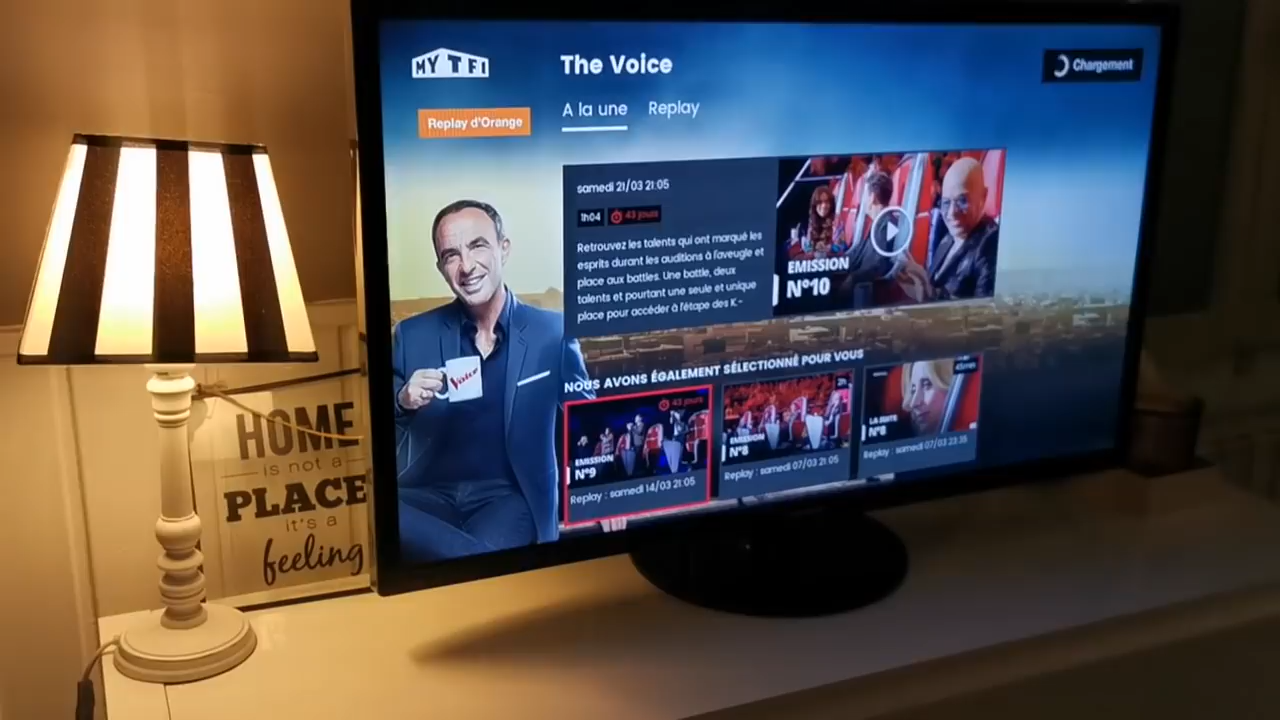 MYTF1
The Voice
Chargement
Replay d'Orange
A la une
Replay
samedi 21/03 21:05
1h04
43 jours
Retrouvez les talents qui ont marqué les
esprits durant les auditions à l'aveugle et
place aux battles. Une battle, deux
talents et pourtant une seule et unique
place pour accéder à l'étape des K-
EMISSION
N°10
Voice
NOUS AVONS ÉGALEMENT SÉLECTIONNÉ POUR VOUS
43 jours
EMISSION
N°9
Replay : samedi 14/03 21:05
2h
EMISSION
N°8
Replay : samedi 07/03 21:05
45mn
LA SUITE
N°8
Replay : samedi 07/03 23:35
HOME
is not a
PLACE
it's a
feeling